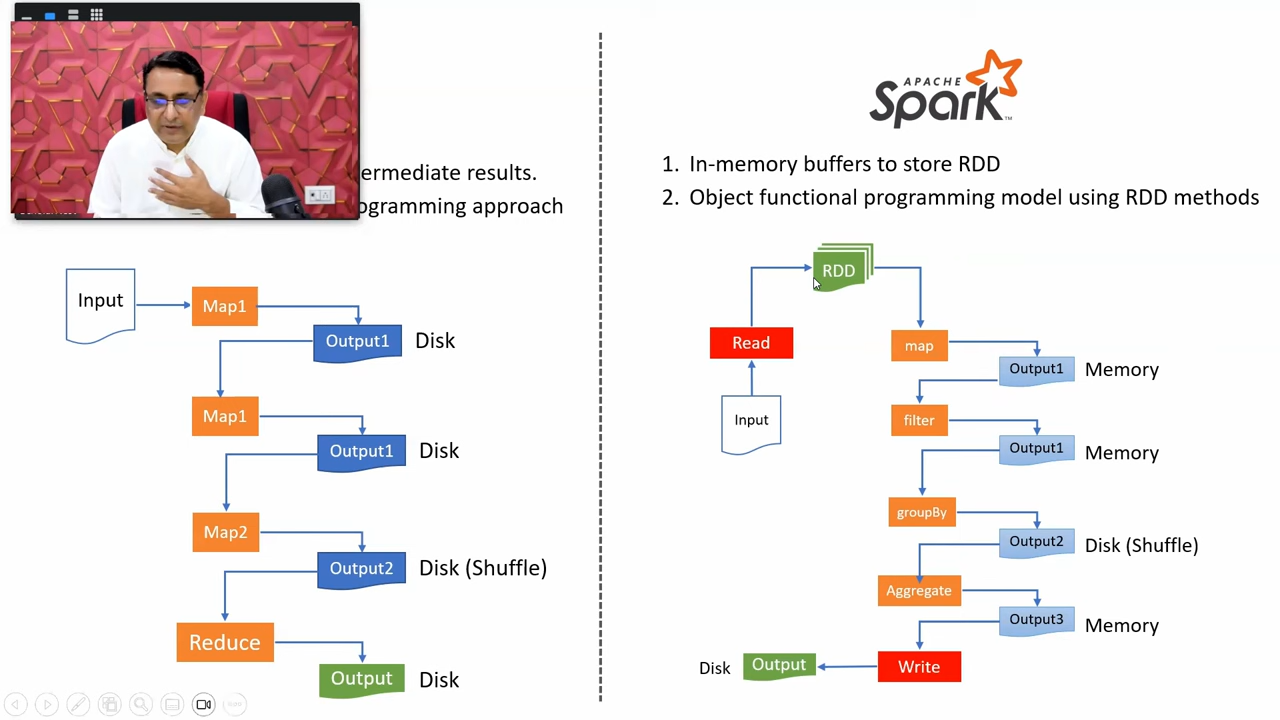 ermediate results.
ogramming approach
Input
Map1
Output1
Disk
Map1
Output1
Disk
Map2
Output2
Disk (Shuffle)
Reduce
Output
Disk
APACHE
Spark
TM
1. In-memory buffers to store RDD
2. Object functional programming model using RDD methods
RDD
Read
Input
map
Output1
Memory
filter
Output1
Memory
groupBy
Output2
Disk (Shuffle)
Aggregate
Output3
Memory
Write
Output
Disk